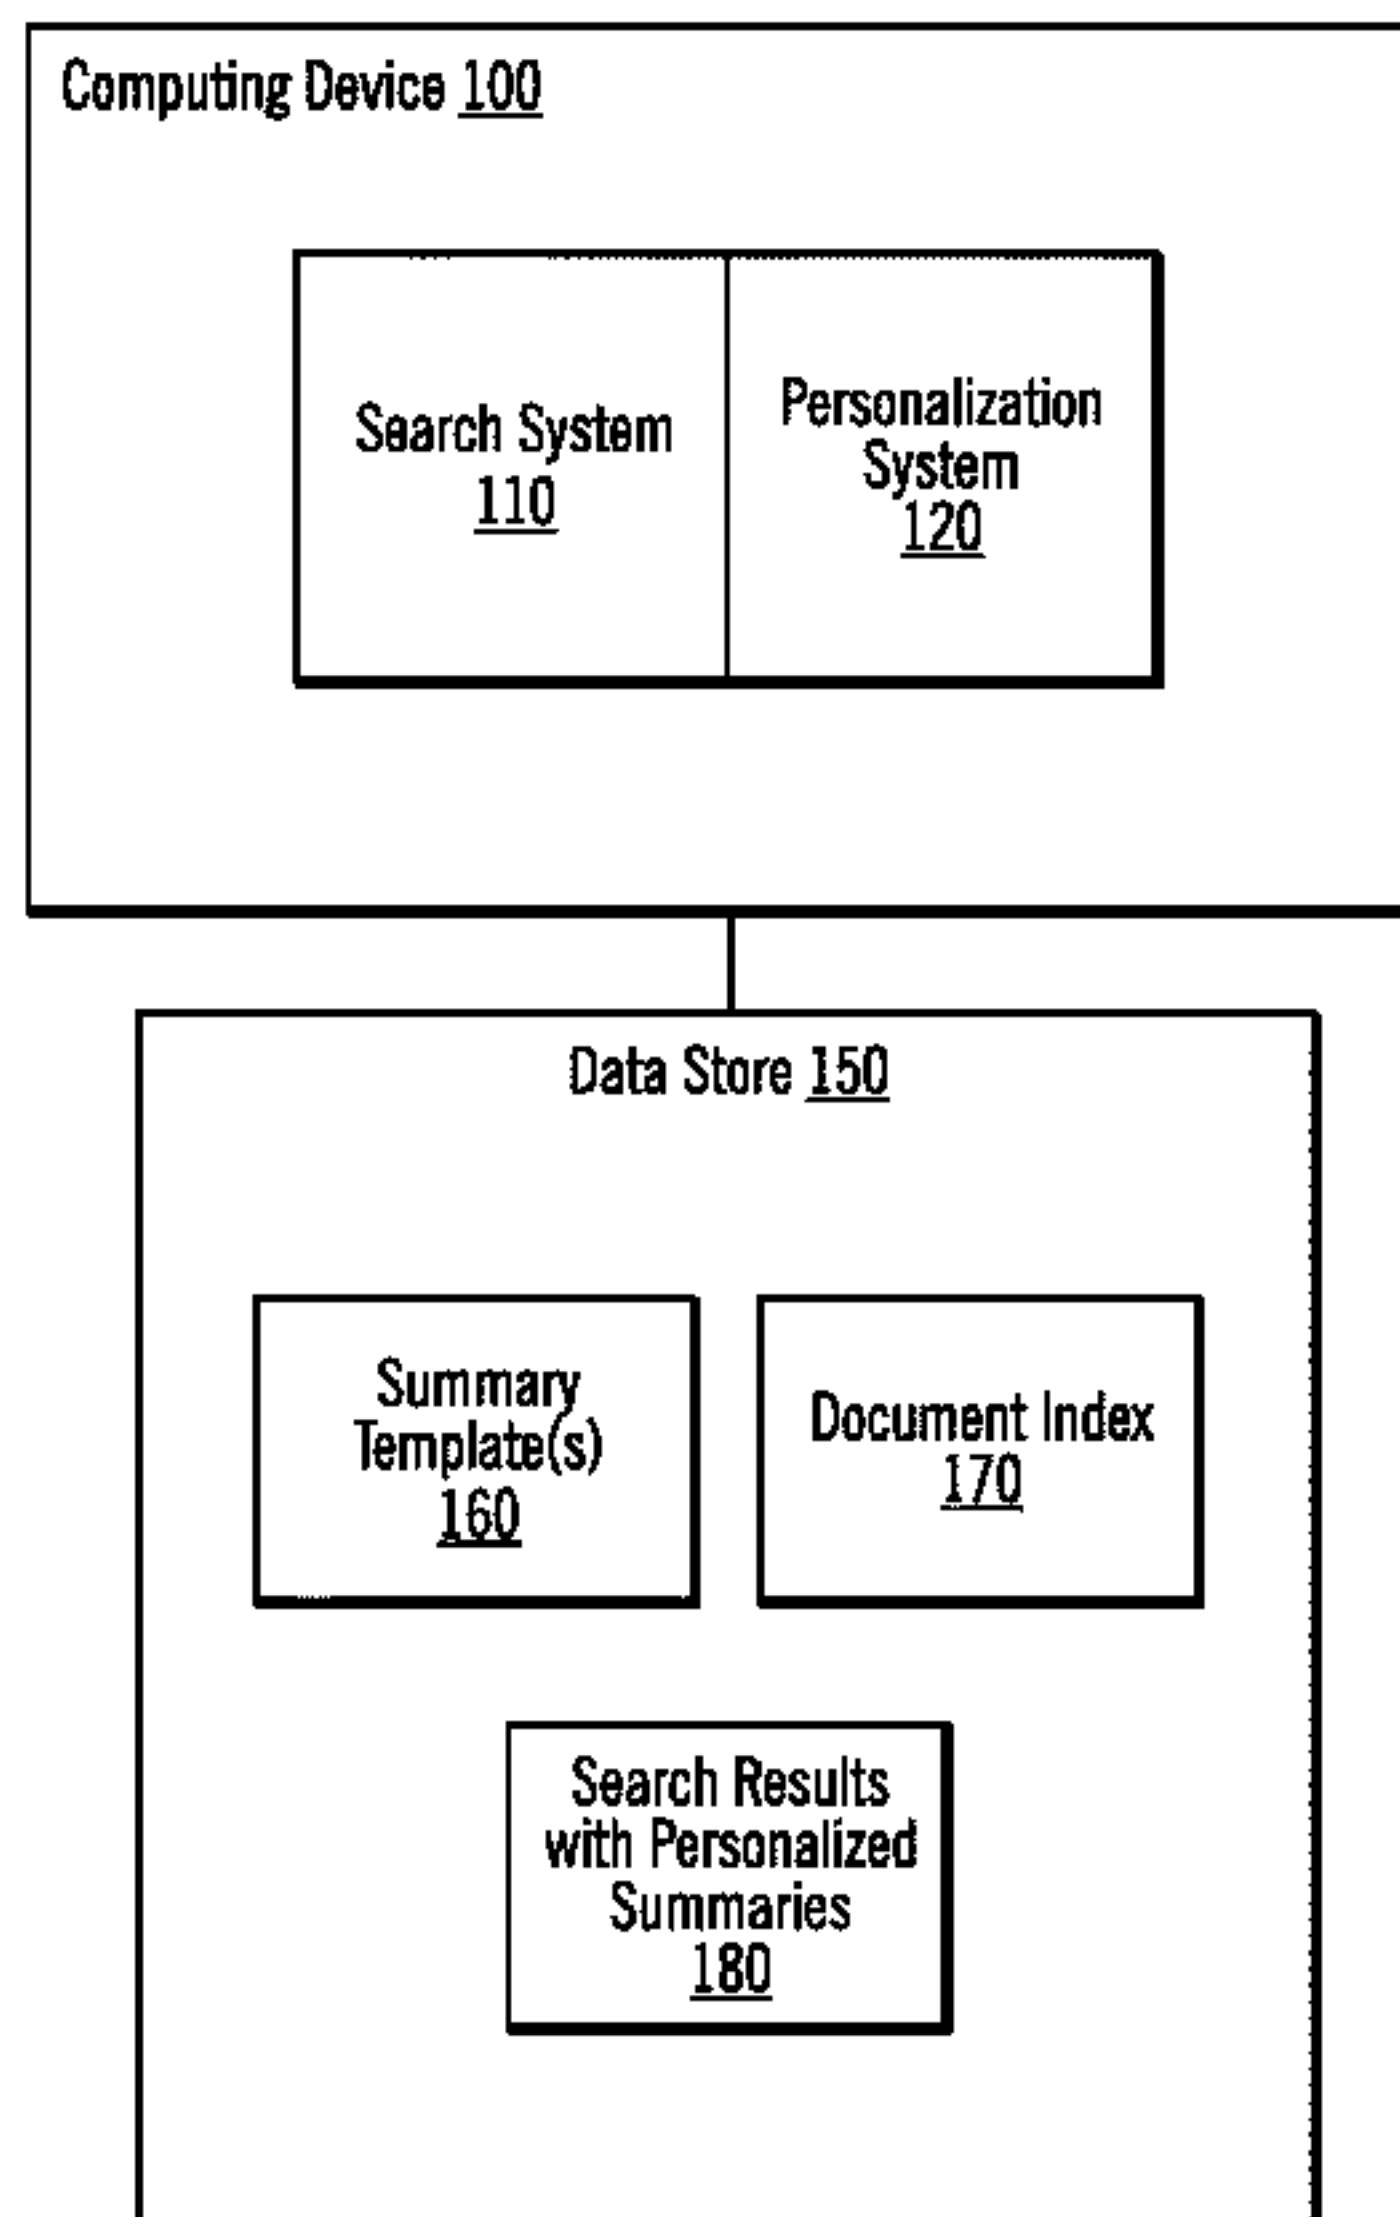 Computing Device 100
Search System
110
Personalization
System
120
Data Store 150
Summary
Template(s)
160
Document Index
170
Search Results
with Personalized
Summaries
180